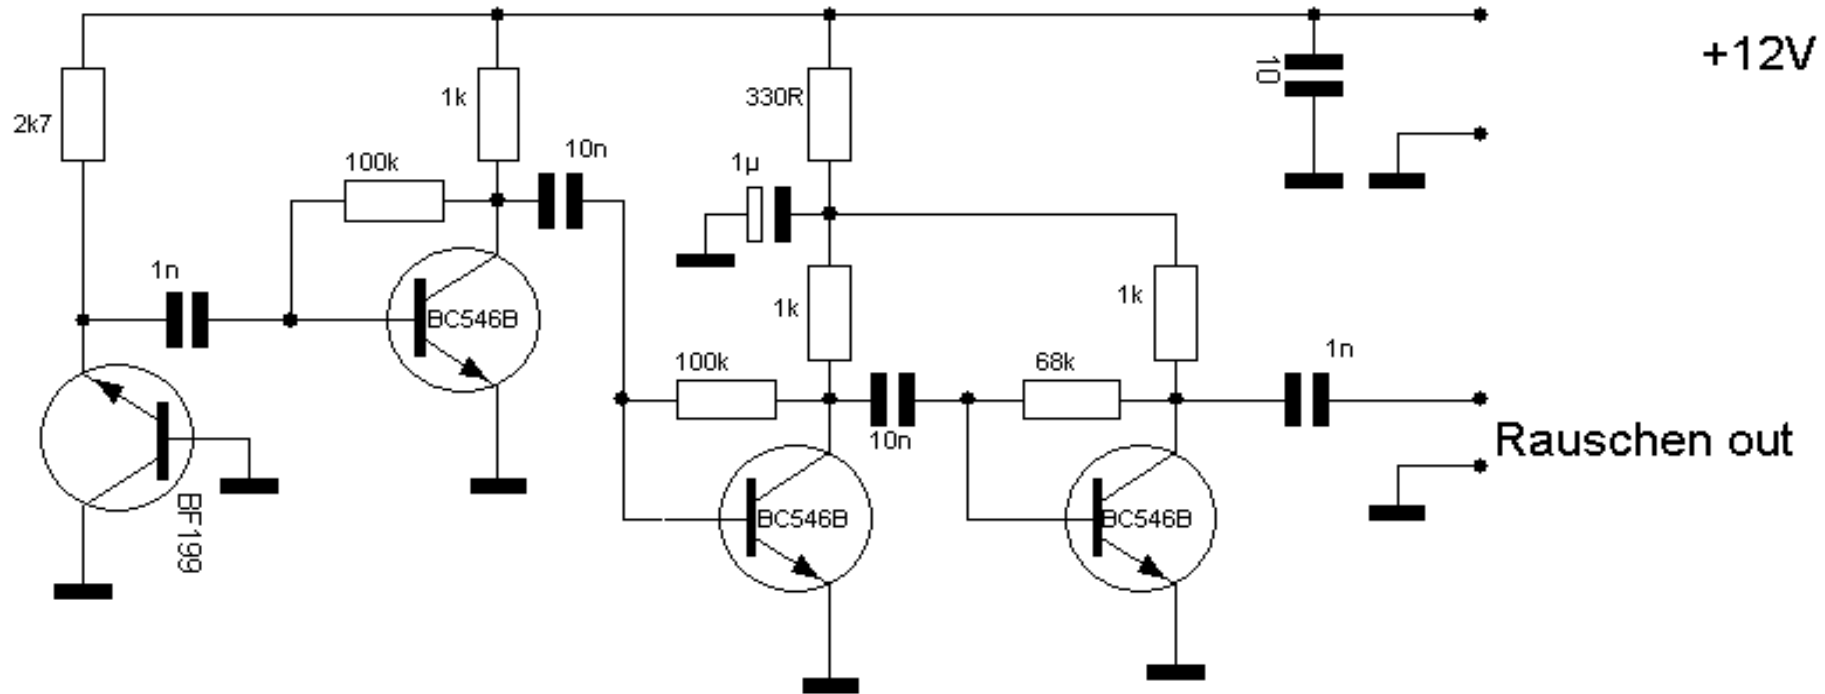 +12V
10
1k
330R
2k7
10n
100k
1µ
1n
1k
1k
BC546B
1n
100k
68k
10n
Rauschen out
BF199
BC546B
BC546B